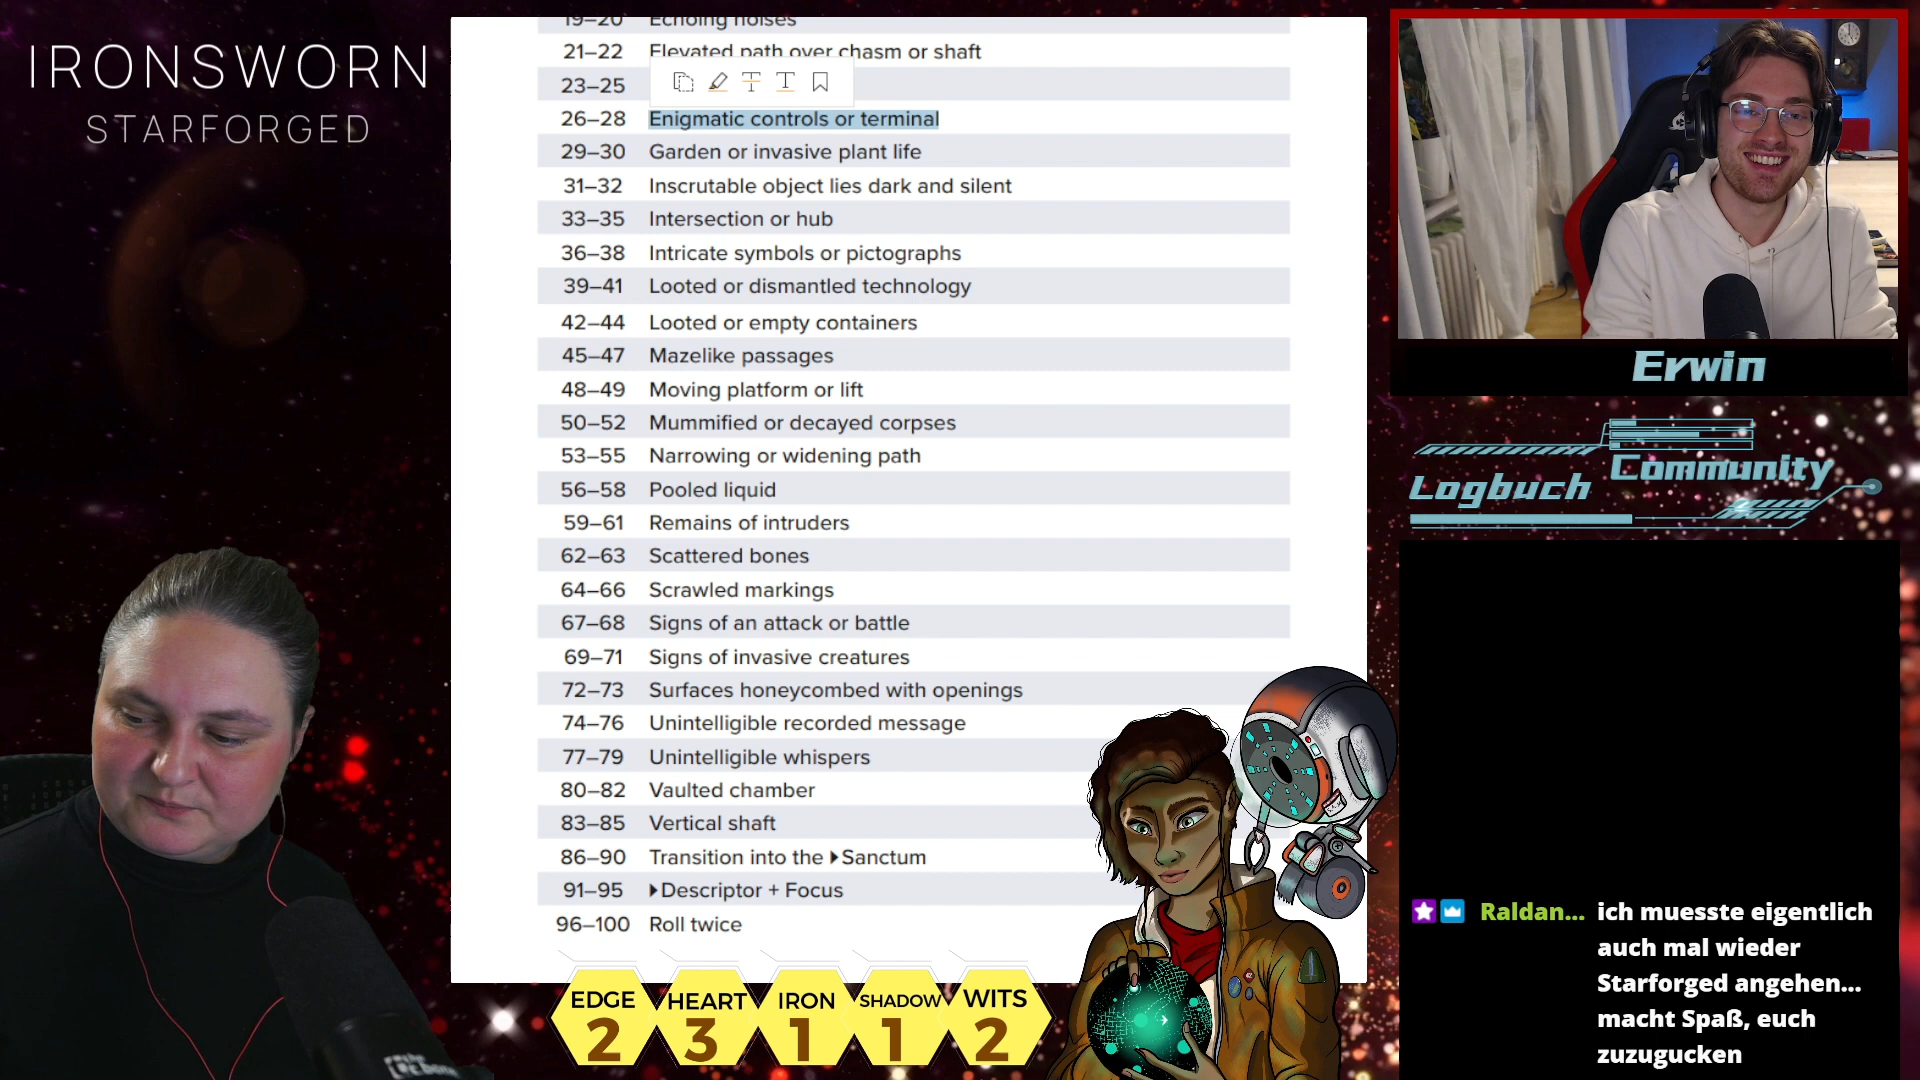 IRONSWORN
STARFORGED
19–20 Echoing noises
21–22 Elevated path over chasm or shaft
23–25
26–28 Enigmatic controls or terminal
29–30 Garden or invasive plant life
31–32 Inscrutable object lies dark and silent
33–35 Intersection or hub
36–38 Intricate symbols or pictographs
39–41 Looted or dismantled technology
42–44 Looted or empty containers
45–47 Mazelike passages
48–49 Moving platform or lift
50–52 Mummified or decayed corpses
53–55 Narrowing or widening path
56–58 Pooled liquid
59–61 Remains of intruders
62–63 Scattered bones
64–66 Scrawled markings
67–68 Signs of an attack or battle
69–71 Signs of invasive creatures
72–73 Surfaces honeycombed with openings
74–76 Unintelligible recorded message
77–79 Unintelligible whispers
80–82 Vaulted chamber
83–85 Vertical shaft
86–90 Transition into the ▶Sanctum
91–95 ▶Descriptor + Focus
96–100 Roll twice
EDGE HEART IRON SHADOW WITS
2 3 1 1 2
Erwin
Logbuch Community
Raldan... ich muesste eigentlich
auch mal wieder
Starforged angehen...
macht Spaß, euch
zuzugucken